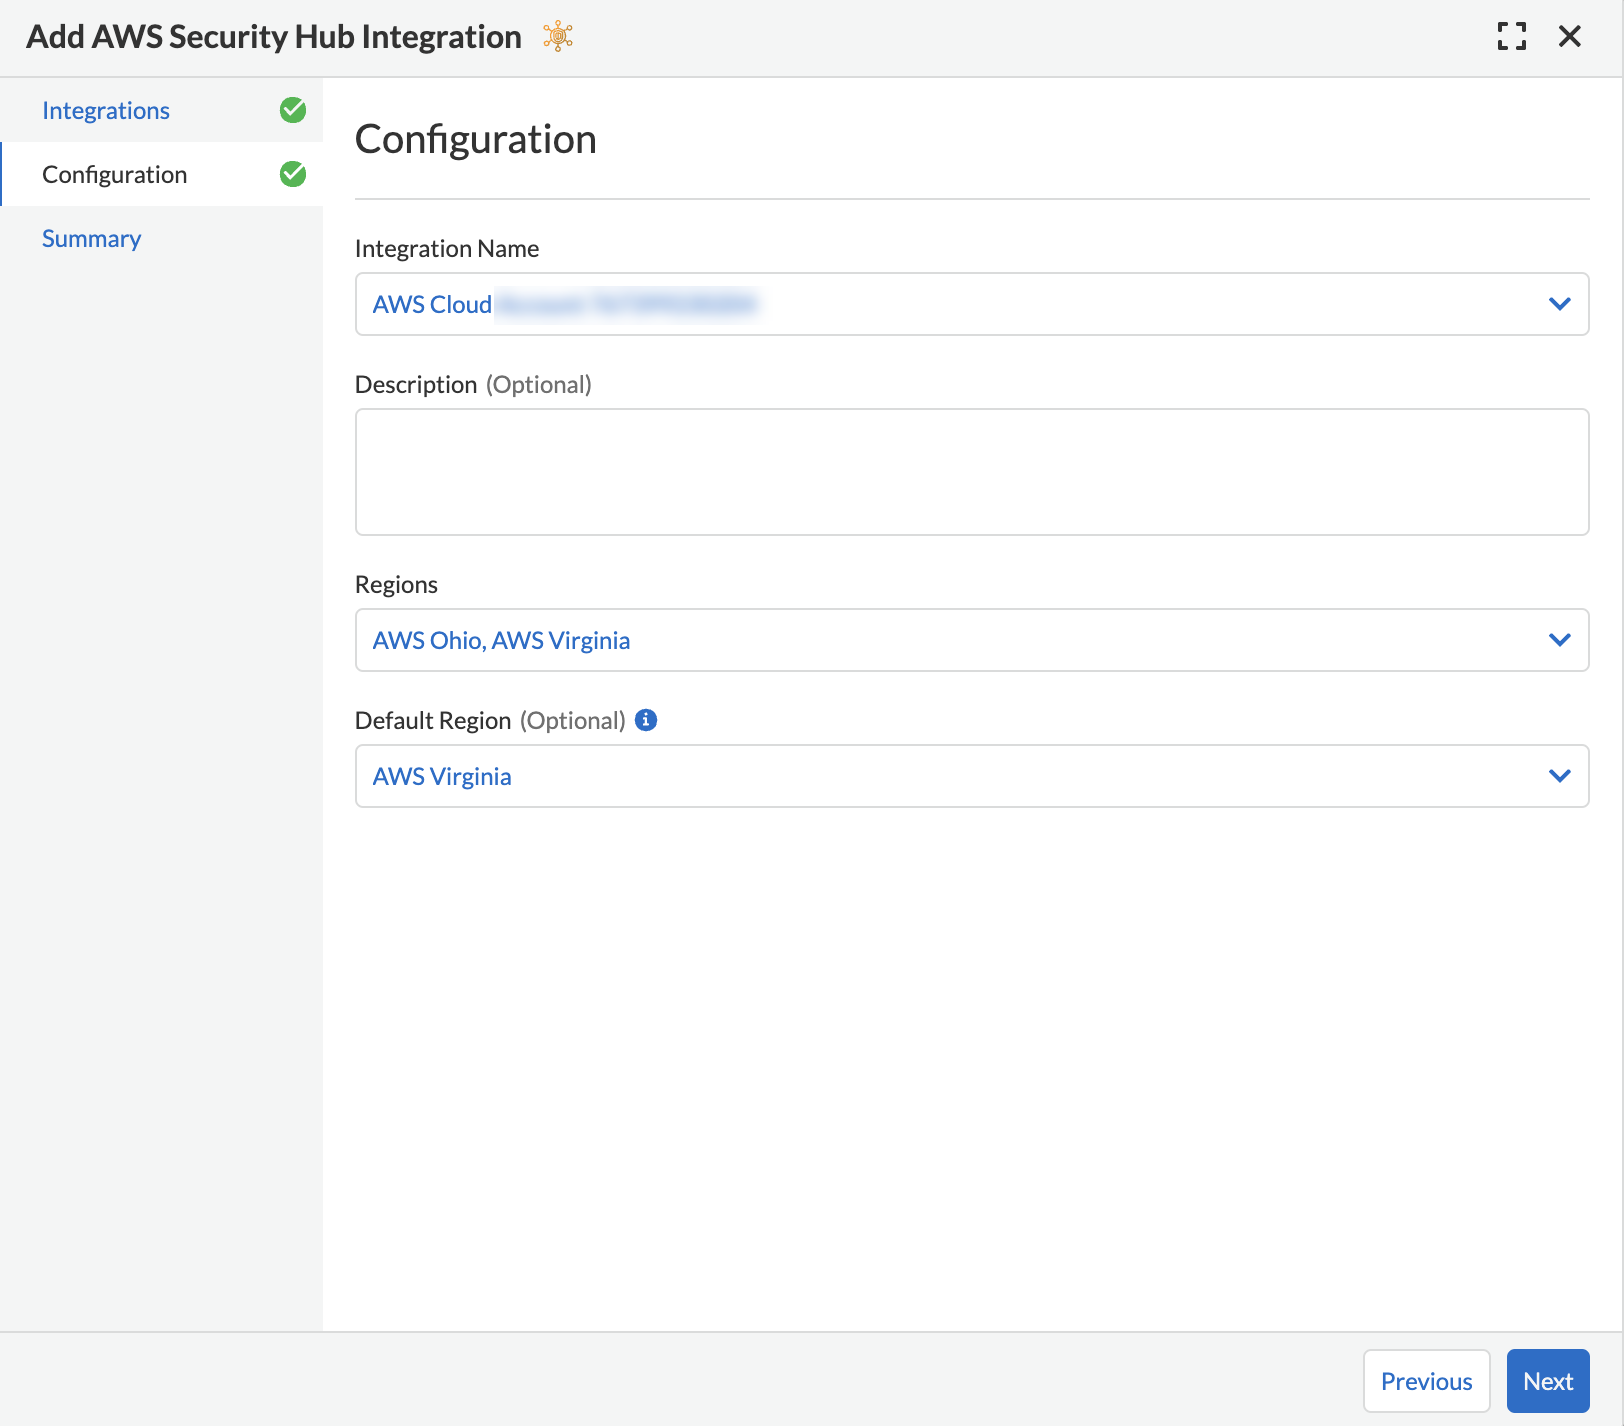 Add AWS Security Hub Integration
Integrations
Configuration
Summary
Configuration
Integration Name
AWS Cloud
Description (Optional)
Regions
AWS Ohio, AWS Virginia
Default Region (Optional)
AWS Virginia
Previous
Next